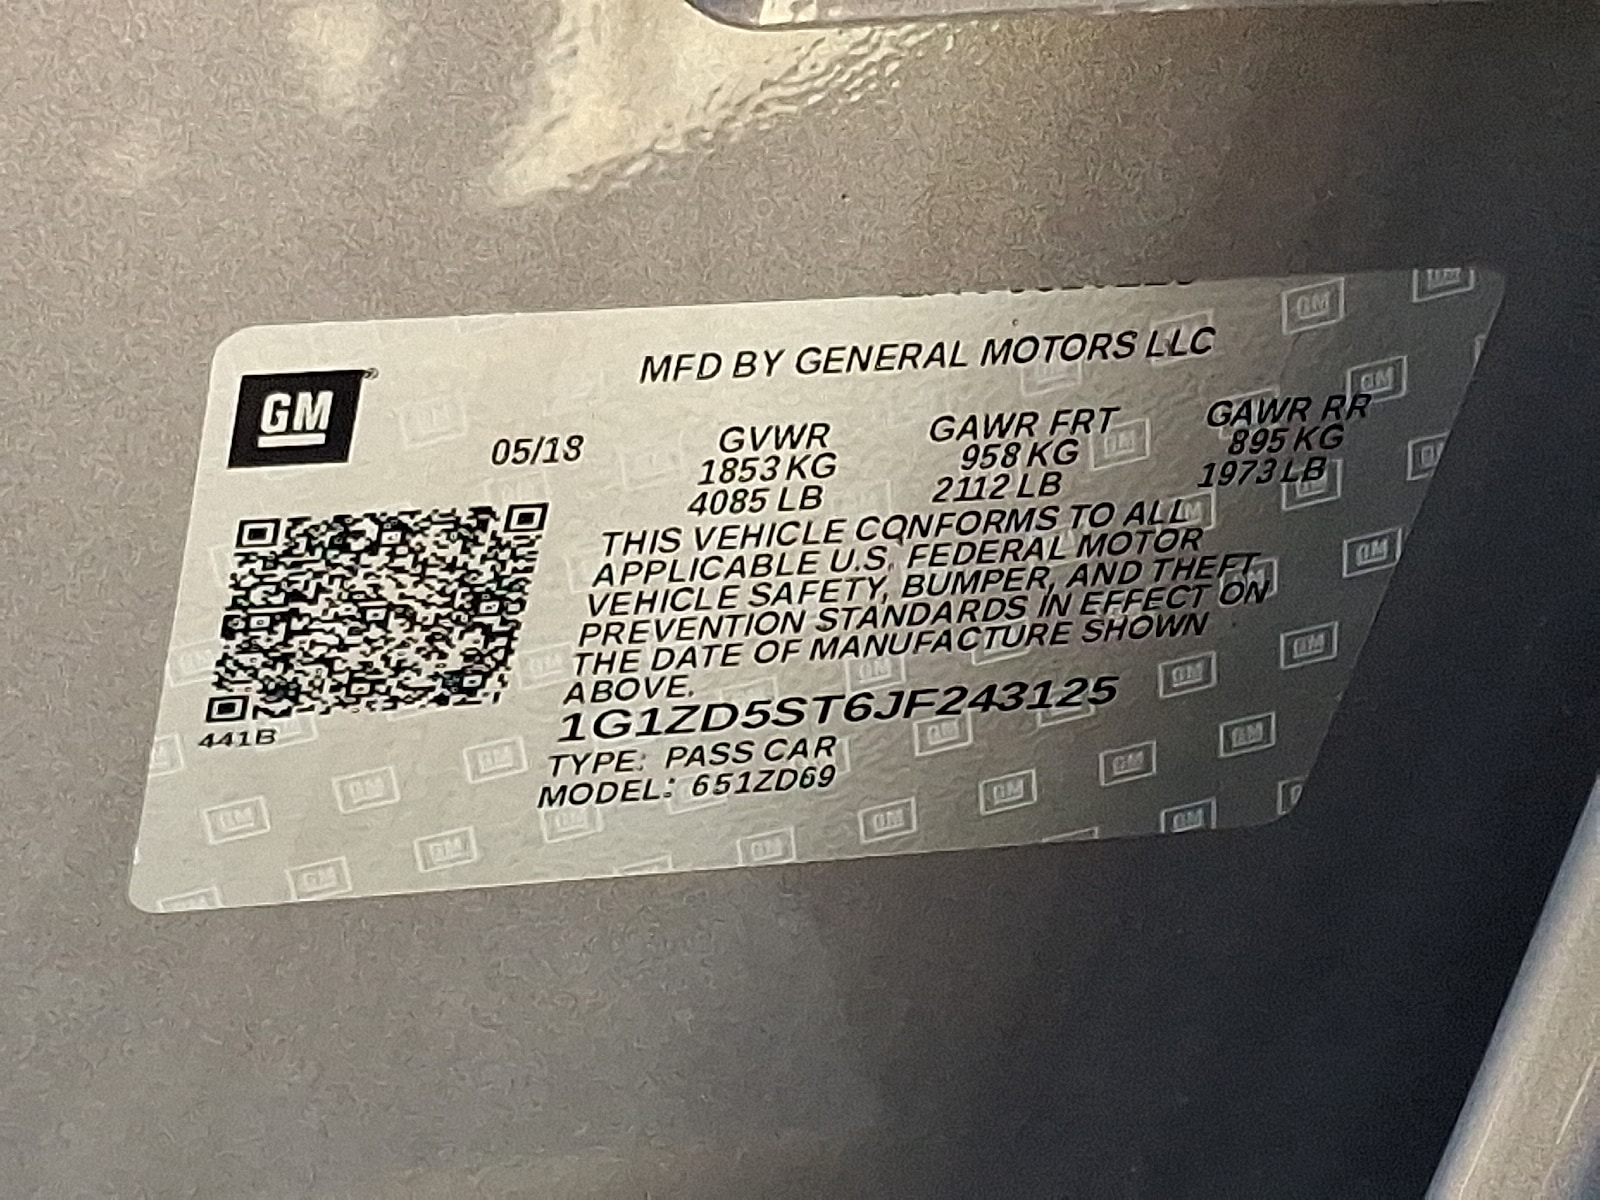 MFD BY GENERAL MOTORS LLC
GM
05/18
GVWR GAWR FRT GAWR RR
1853 KG 958 KG 895 KG
4085 LB 2112 LB 1973 LB
THIS VEHICLE CONFORMS TO ALL
APPLICABLE U.S. FEDERAL MOTOR
VEHICLE SAFETY, BUMPER, AND THEFT
PREVENTION STANDARDS IN EFFECT ON
THE DATE OF MANUFACTURE SHOWN
ABOVE.
1G1ZD5ST6JF243125
441B
TYPE: PASS CAR
MODEL: 651ZD69